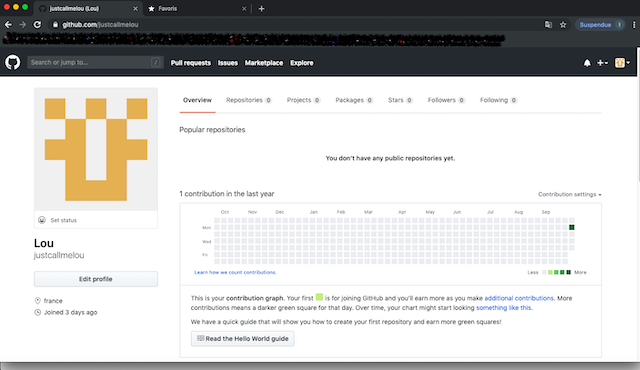 justcallmelou (Lou)
Favoris
github.com/justcallmelou
Suspendue
Search or jump to...
/
Pull requests
Issues
Marketplace
Explore
Overview
Repositories 0
Projects 0
Packages 0
Stars 0
Followers 0
Following 0
Popular repositories
You don't have any public repositories yet.
Set status
Lou
justcallmelou
Edit profile
france
Joined 3 days ago
1 contribution in the last year
Contribution settings
Oct Nov Dec Jan Feb Mar Apr May Jun Jul Aug Sep
Mon
Wed
Fri
Learn how we count contributions.
Less More
This is your contribution graph. Your first is for joining GitHub and you'll earn more as you make additional contributions. More
contributions means a darker green square for that day. Over time, your chart might start looking something like this.
We have a quick guide that will show you how to create your first repository and earn more green squares!
Read the Hello World guide